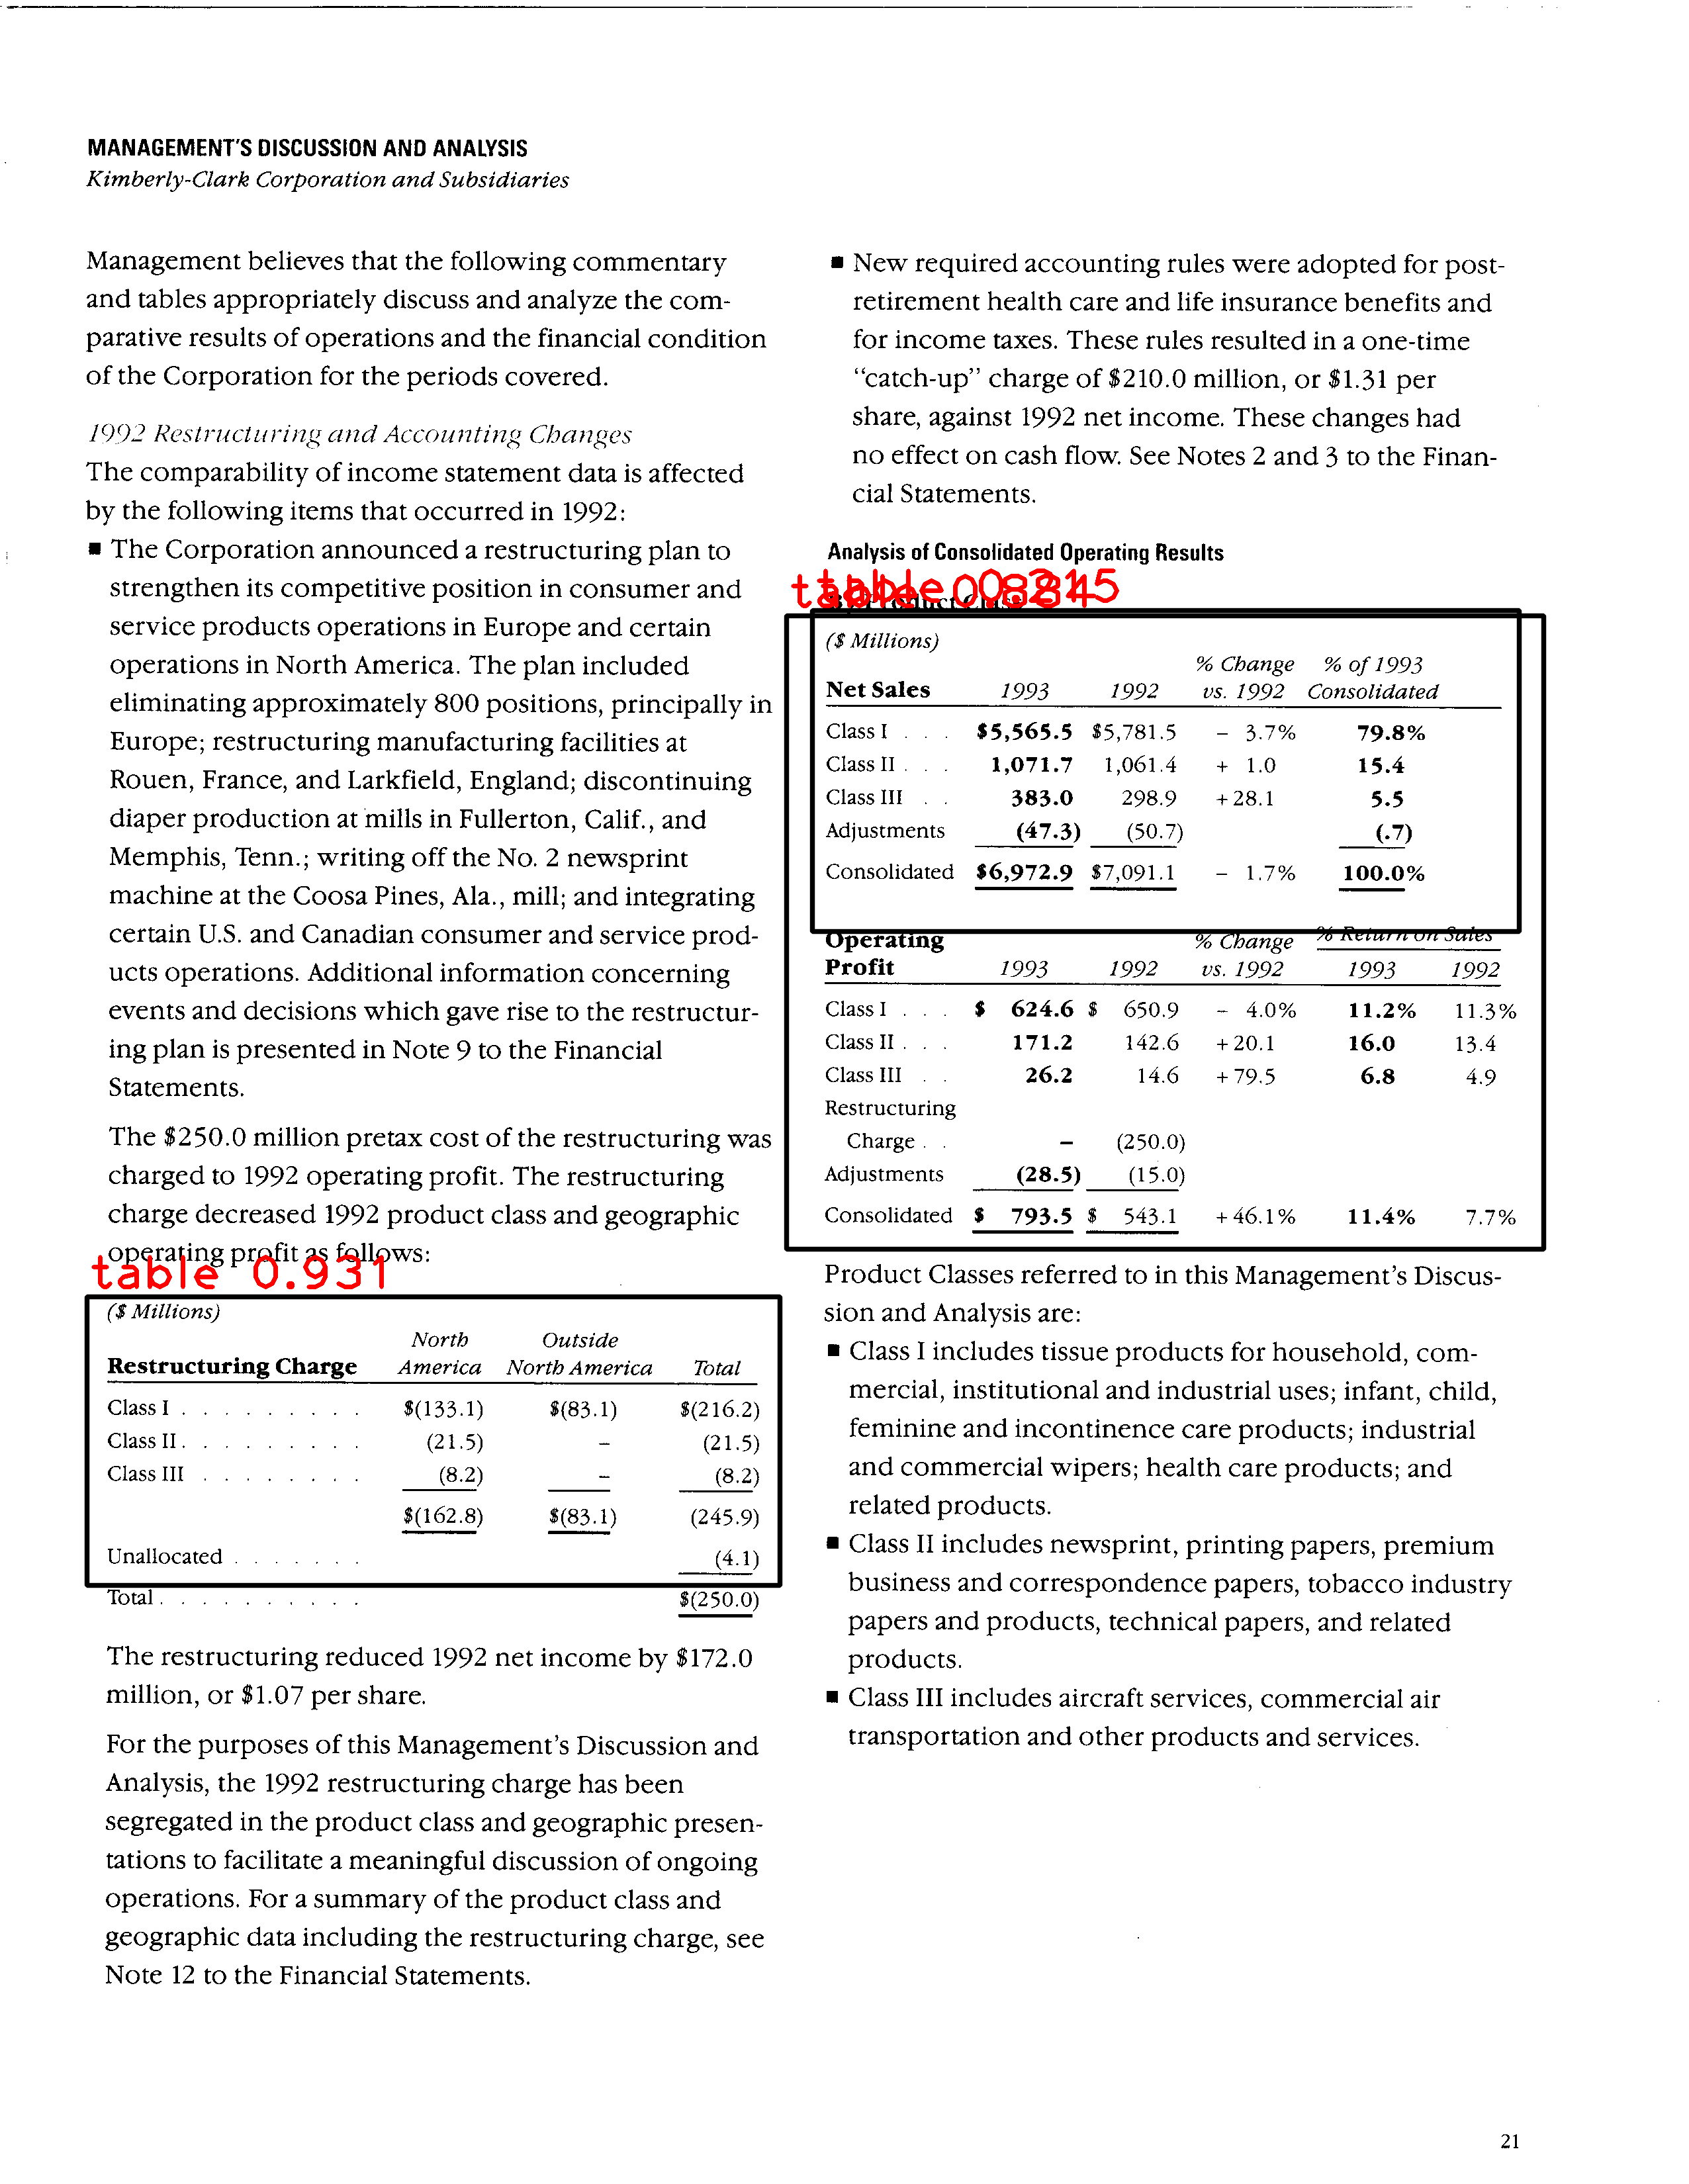 MANAGEMENT'S DISCUSSION AND ANALYSIS
Kimberly-Clark Corporation and Subsidiaries
Management believes that the following commentary
and tables appropriately discuss and analyze the com-
parative results of operations and the financial condition
of the Corporation for the periods covered.
1992 Restructuring and Accounting Changes
The comparability of income statement data is affected
by the following items that occurred in 1992:
■ The Corporation announced a restructuring plan to
strengthen its competitive position in consumer and
service products operations in Europe and certain
operations in North America. The plan included
eliminating approximately 800 positions, principally in
Europe; restructuring manufacturing facilities at
Rouen, France, and Larkfield, England; discontinuing
diaper production at mills in Fullerton, Calif., and
Memphis, Tenn.; writing off the No. 2 newsprint
machine at the Coosa Pines, Ala., mill; and integrating
certain U.S. and Canadian consumer and service prod-
ucts operations. Additional information concerning
events and decisions which gave rise to the restructur-
ing plan is presented in Note 9 to the Financial
Statements.
The $250.0 million pretax cost of the restructuring was
charged to 1992 operating profit. The restructuring
charge decreased 1992 product class and geographic
operating profit as follows:
table 0.931
($ Millions)
North Outside
Restructuring Charge America North America Total
Class I . . . . . . . . . $(133.1) $(83.1) $(216.2)
Class II . . . . . . . . . (21.5) – (21.5)
Class III . . . . . . . . (8.2) – (8.2)
$(162.8) $(83.1) (245.9)
Unallocated . . . . . . . (4.1)
Total . . . . . . . . . . $(250.0)
The restructuring reduced 1992 net income by $172.0
million, or $1.07 per share.
For the purposes of this Management's Discussion and
Analysis, the 1992 restructuring charge has been
segregated in the product class and geographic presen-
tations to facilitate a meaningful discussion of ongoing
operations. For a summary of the product class and
geographic data including the restructuring charge, see
Note 12 to the Financial Statements.
■ New required accounting rules were adopted for post-
retirement health care and life insurance benefits and
for income taxes. These rules resulted in a one-time
"catch-up" charge of $210.0 million, or $1.31 per
share, against 1992 net income. These changes had
no effect on cash flow. See Notes 2 and 3 to the Finan-
cial Statements.
Analysis of Consolidated Operating Results
By Product Class
($ Millions)
% Change % of 1993
Net Sales 1993 1992 vs. 1992 Consolidated
Class I . . . $5,565.5 $5,781.5 – 3.7% 79.8%
Class II . . . 1,071.7 1,061.4 + 1.0 15.4
Class III . . 383.0 298.9 +28.1 5.5
Adjustments (47.3) (50.7) (.7)
Consolidated $6,972.9 $7,091.1 – 1.7% 100.0%
Operating % Change % Return on Sales
Profit 1993 1992 vs. 1992 1993 1992
Class I . . . $ 624.6 $ 650.9 – 4.0% 11.2% 11.3%
Class II . . . 171.2 142.6 +20.1 16.0 13.4
Class III . . 26.2 14.6 +79.5 6.8 4.9
Restructuring
Charge . . – (250.0)
Adjustments (28.5) (15.0)
Consolidated $ 793.5 $ 543.1 +46.1% 11.4% 7.7%
Product Classes referred to in this Management's Discus-
sion and Analysis are:
■ Class I includes tissue products for household, com-
mercial, institutional and industrial uses; infant, child,
feminine and incontinence care products; industrial
and commercial wipers; health care products; and
related products.
■ Class II includes newsprint, printing papers, premium
business and correspondence papers, tobacco industry
papers and products, technical papers, and related
products.
■ Class III includes aircraft services, commercial air
transportation and other products and services.
21